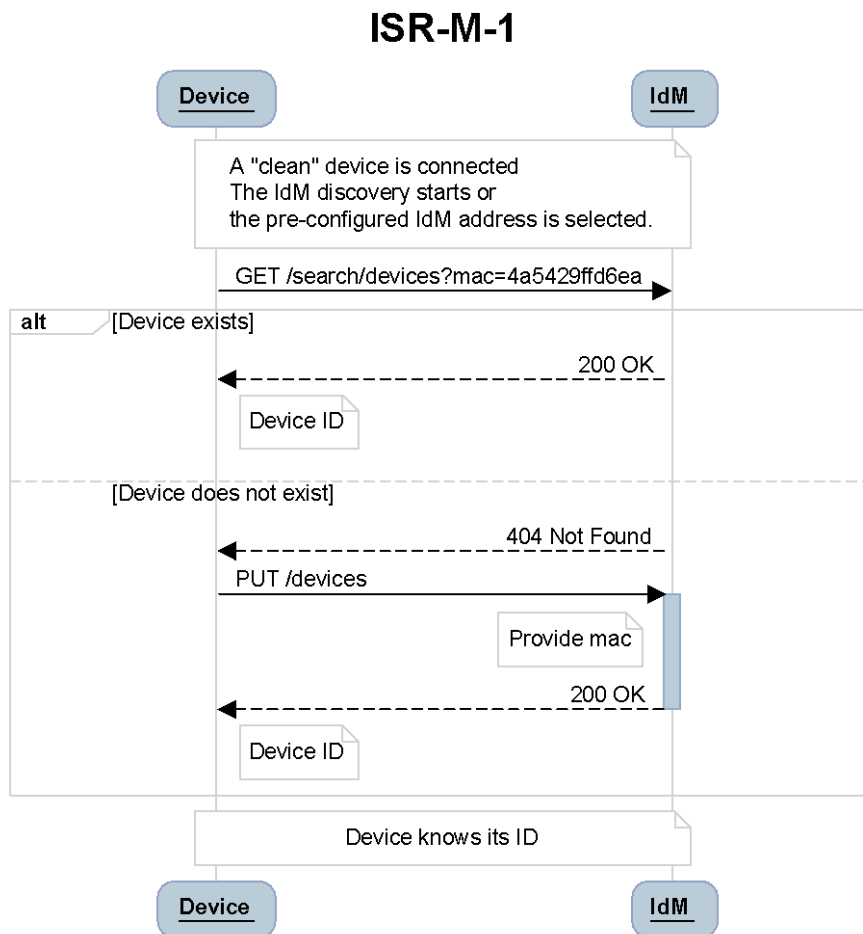 ISR-M-1
Device
IdM
A "clean" device is connected
The IdM discovery starts or
the pre-configured IdM address is selected.
GET /search/devices?mac=4a5429ffd6ea
alt
[Device exists]
200 OK
Device ID
[Device does not exist]
404 Not Found
PUT /devices
Provide mac
200 OK
Device ID
Device knows its ID
Device
IdM